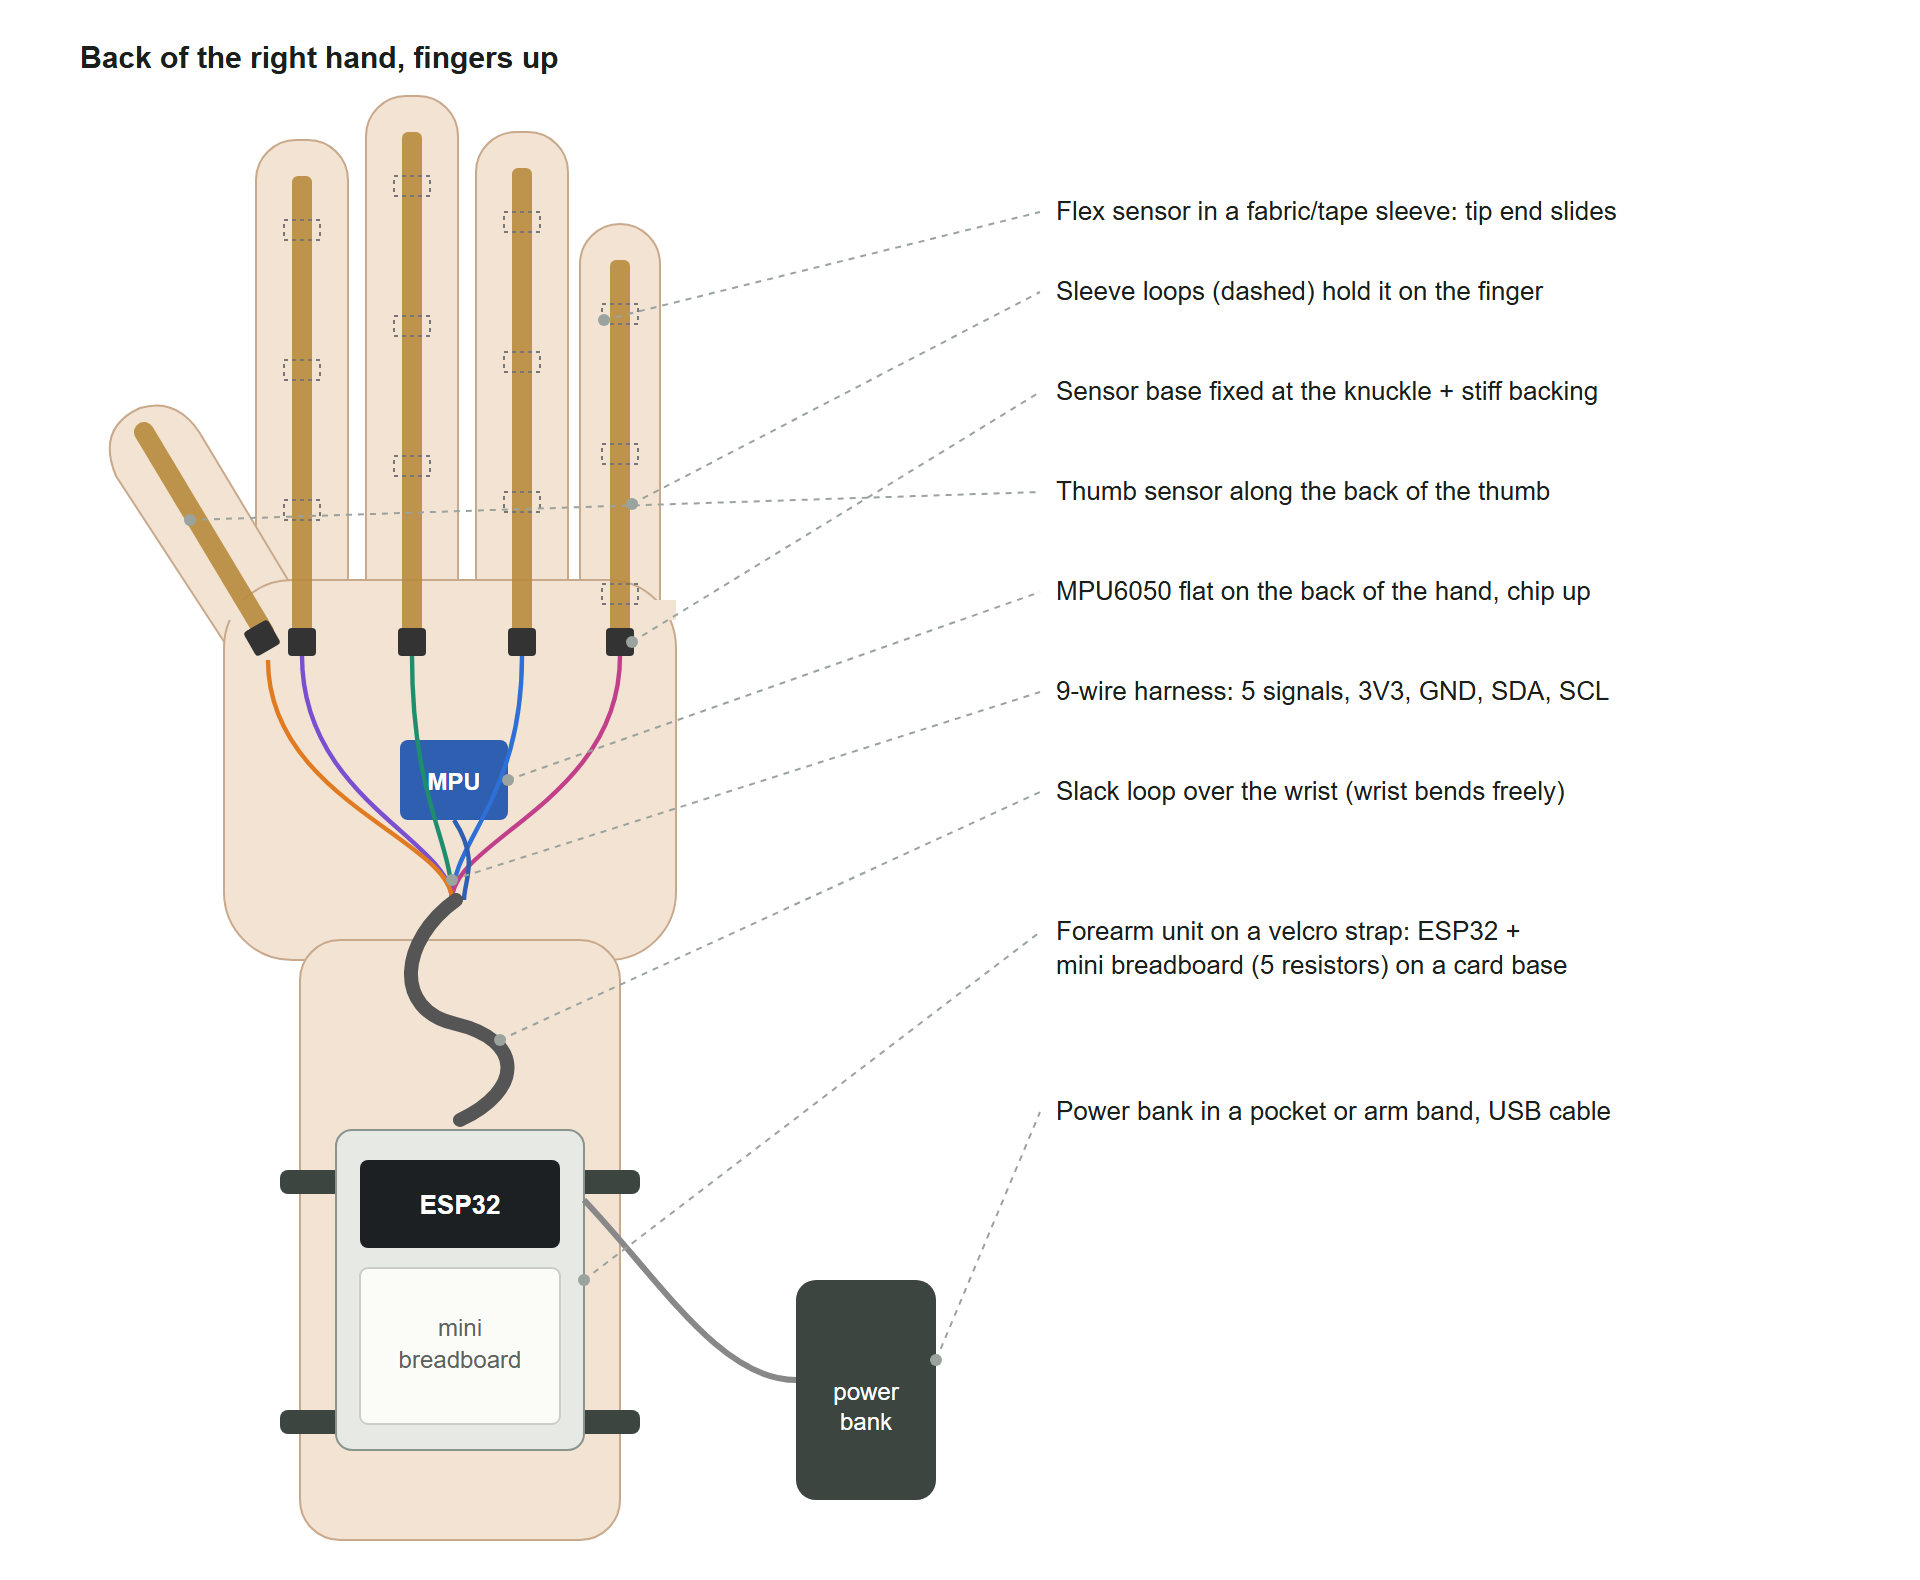 Back of the right hand, fingers up
Flex sensor in a fabric/tape sleeve: tip end slides
Sleeve loops (dashed) hold it on the finger
Sensor base fixed at the knuckle + stiff backing
Thumb sensor along the back of the thumb
MPU6050 flat on the back of the hand, chip up
9-wire harness: 5 signals, 3V3, GND, SDA, SCL
MPU
Slack loop over the wrist (wrist bends freely)
Forearm unit on a velcro strap: ESP32 +
mini breadboard (5 resistors) on a card base
Power bank in a pocket or arm band, USB cable
ESP32
mini
breadboard
power
bank